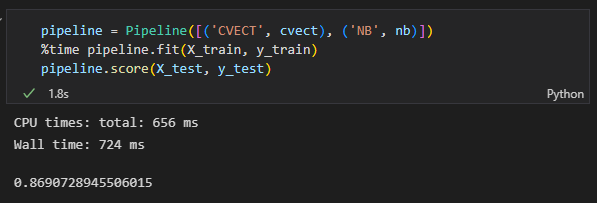 pipeline = Pipeline([('CVECT', cvect), ('NB', nb)])
%time pipeline.fit(X_train, y_train)
pipeline.score(X_test, y_test)
✓ 1.8s Python
CPU times: total: 656 ms
Wall time: 724 ms
0.8690728945506015